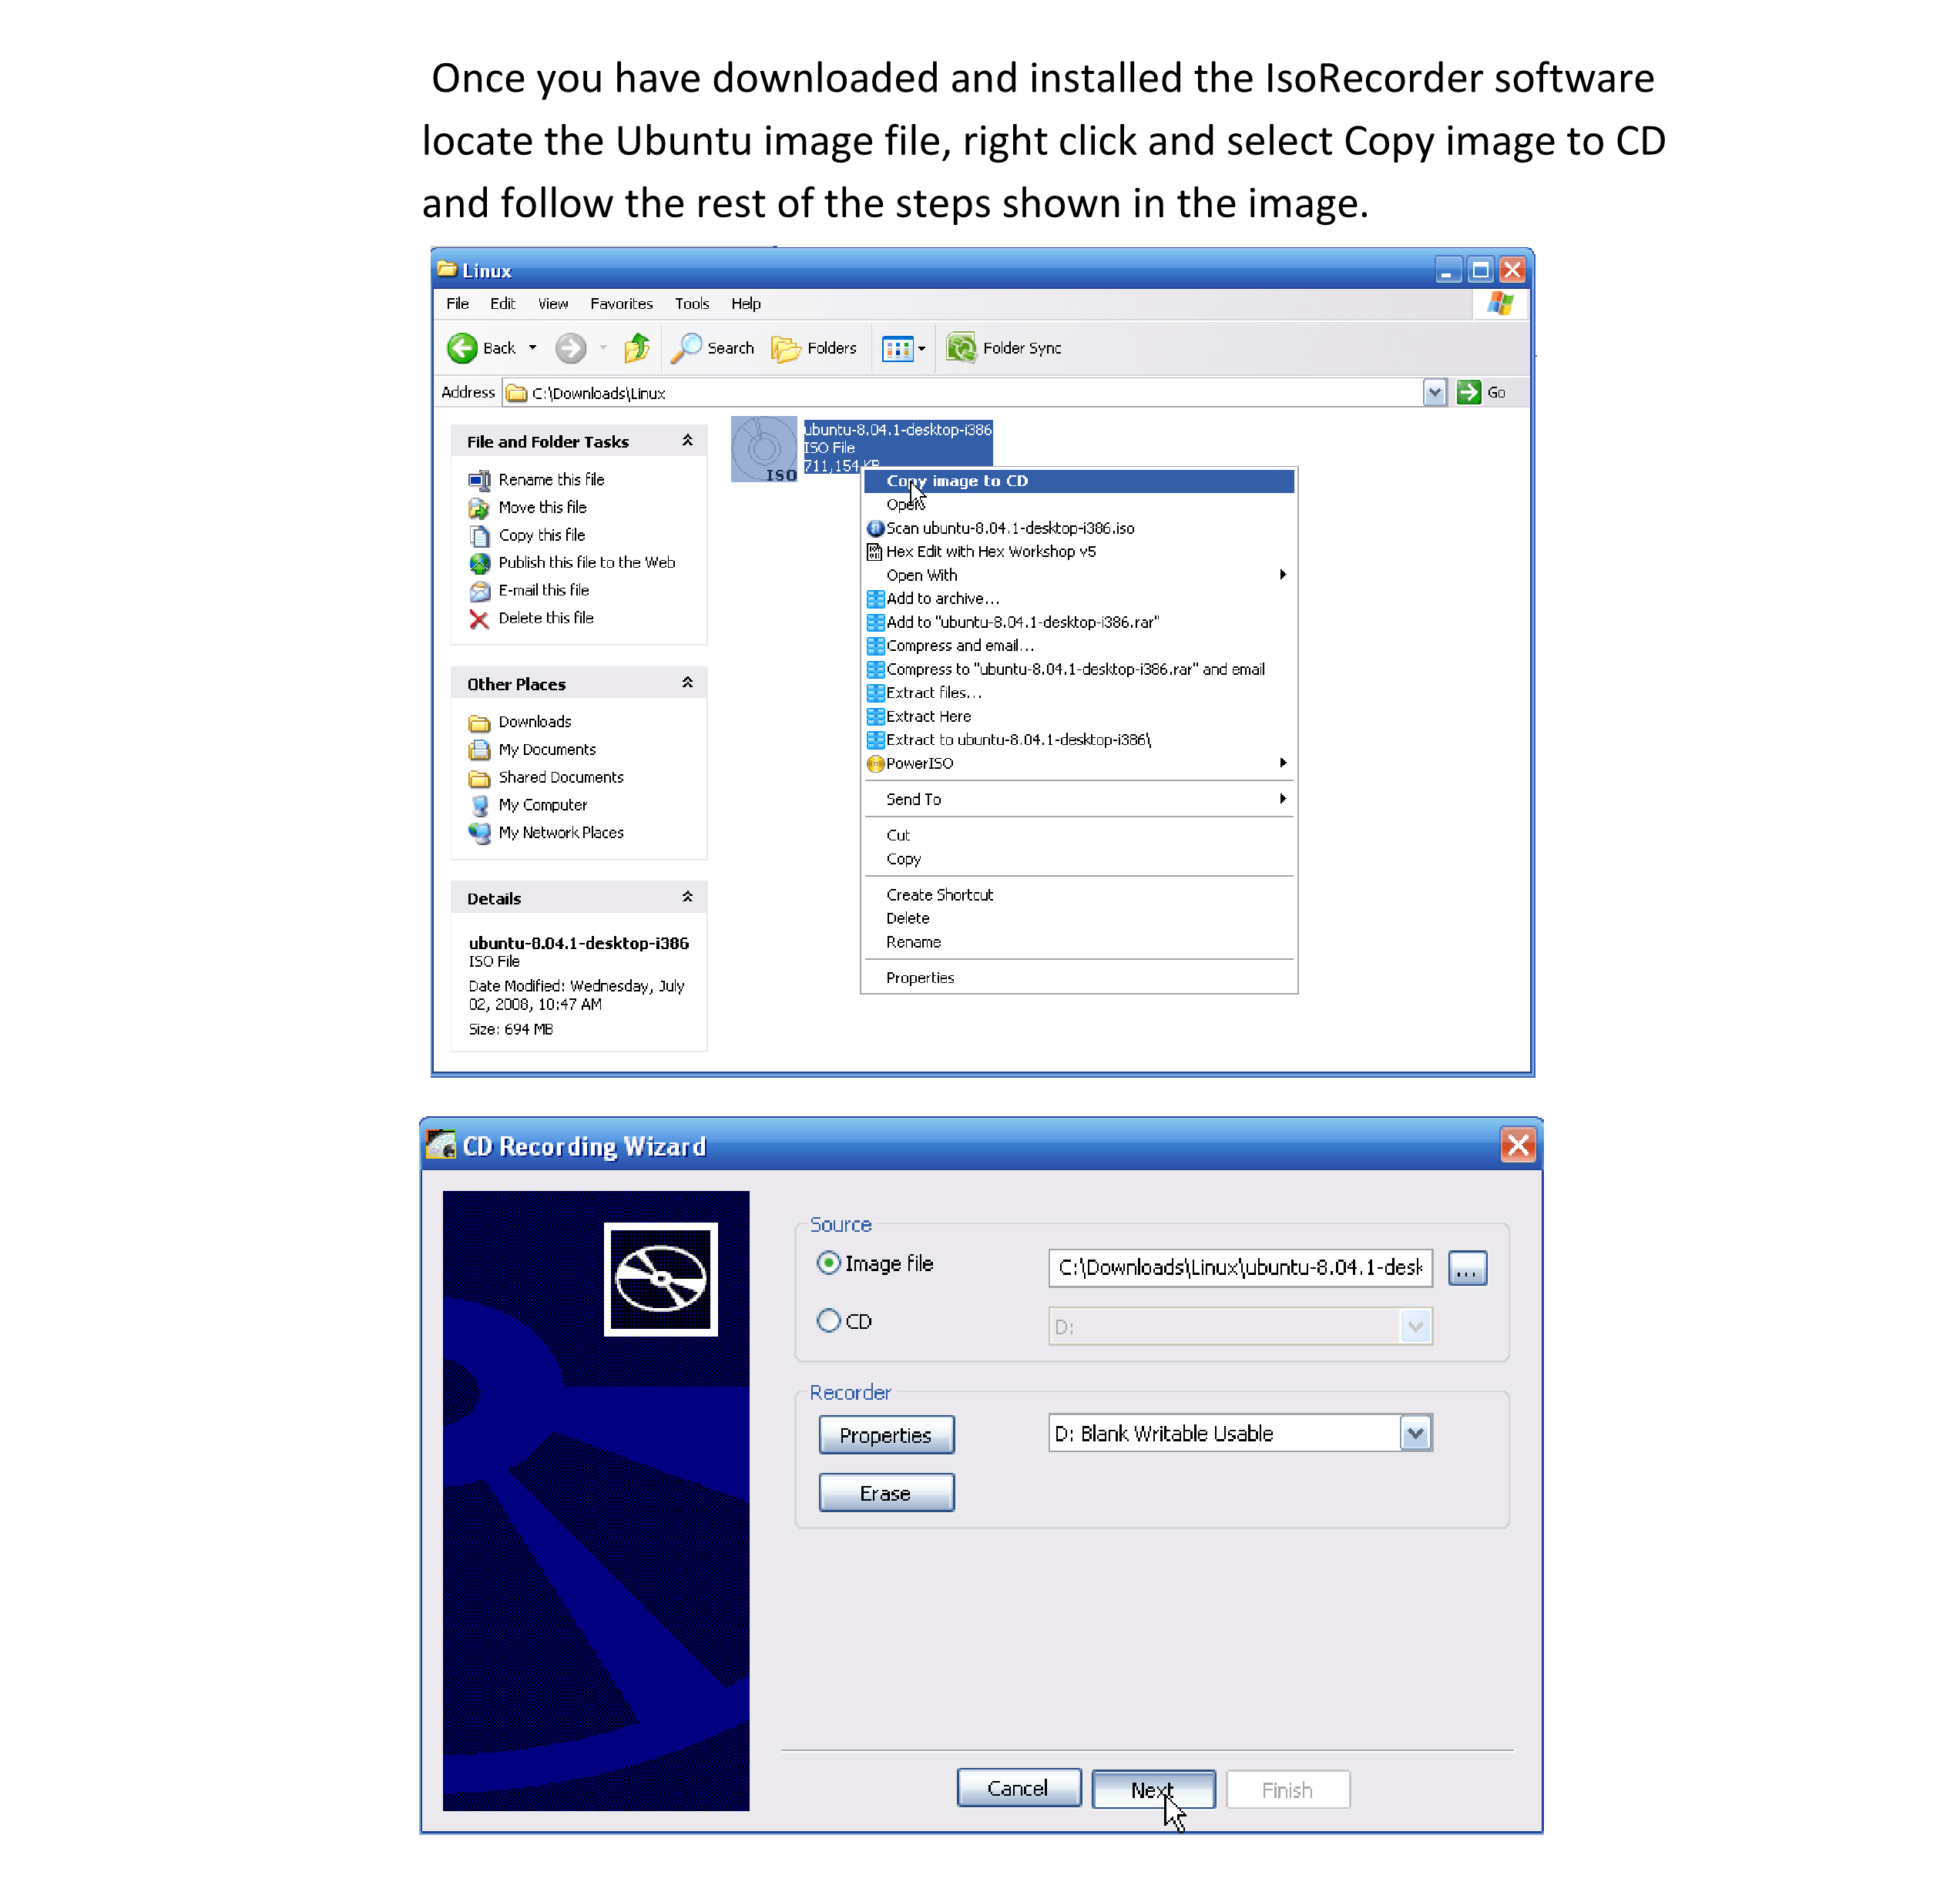 Once you have downloaded and installed the IsoRecorder software
locate the Ubuntu image file, right click and select Copy image to CD
and follow the rest of the steps shown in the image.
Linux
File Edit View Favorites Tools Help
Back Search Folders Folder Sync
Address C:\Downloads\Linux Go
File and Folder Tasks
Rename this file
Move this file
Copy this file
Publish this file to the Web
E-mail this file
Delete this file
Other Places
Downloads
My Documents
Shared Documents
My Computer
My Network Places
Details
ubuntu-8.04.1-desktop-i386
ISO File
Date Modified: Wednesday, July
02, 2008, 10:47 AM
Size: 694 MB
ISO
ubuntu-8.04.1-desktop-i386
ISO File
711,154 KB
Copy image to CD
Open
Scan ubuntu-8.04.1-desktop-i386.iso
Hex Edit with Hex Workshop v5
Open With
Add to archive...
Add to "ubuntu-8.04.1-desktop-i386.rar"
Compress and email...
Compress to "ubuntu-8.04.1-desktop-i386.rar" and email
Extract files...
Extract Here
Extract to ubuntu-8.04.1-desktop-i386\
PowerISO
Send To
Cut
Copy
Create Shortcut
Delete
Rename
Properties
CD Recording Wizard
Source
Image file C:\Downloads\Linux\ubuntu-8.04.1-desk ...
CD D:
Recorder
Properties D: Blank Writable Usable
Erase
Cancel Next Finish